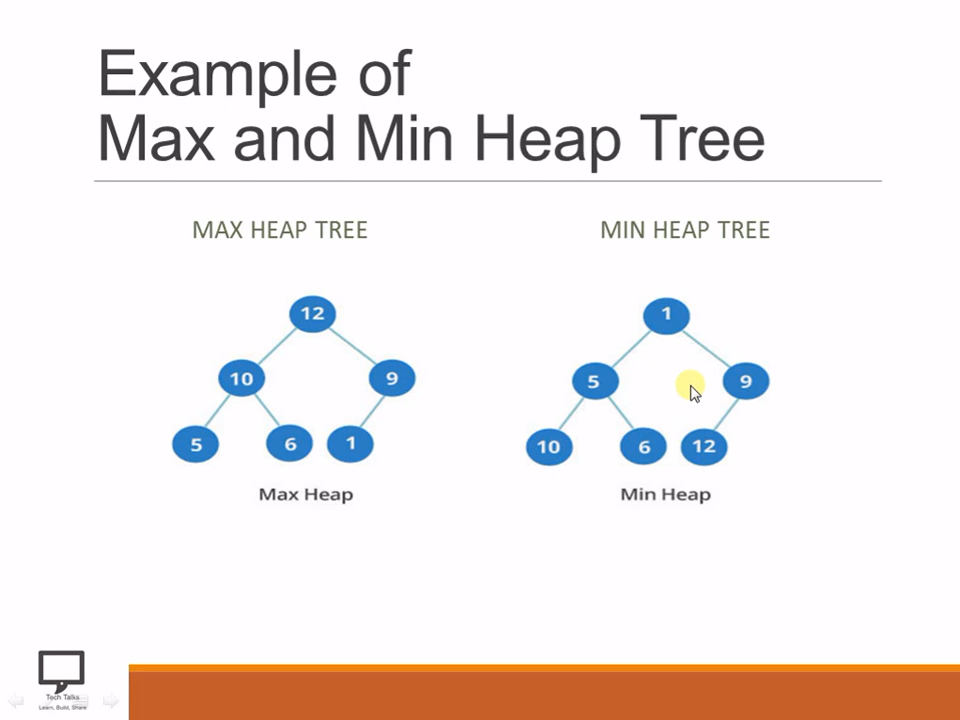 Example of
Max and Min Heap Tree
MAX HEAP TREE
MIN HEAP TREE
12
10
9
5
6
1
Max Heap
1
5
9
10
6
12
Min Heap
Tech Talks
Learn, Build, Share